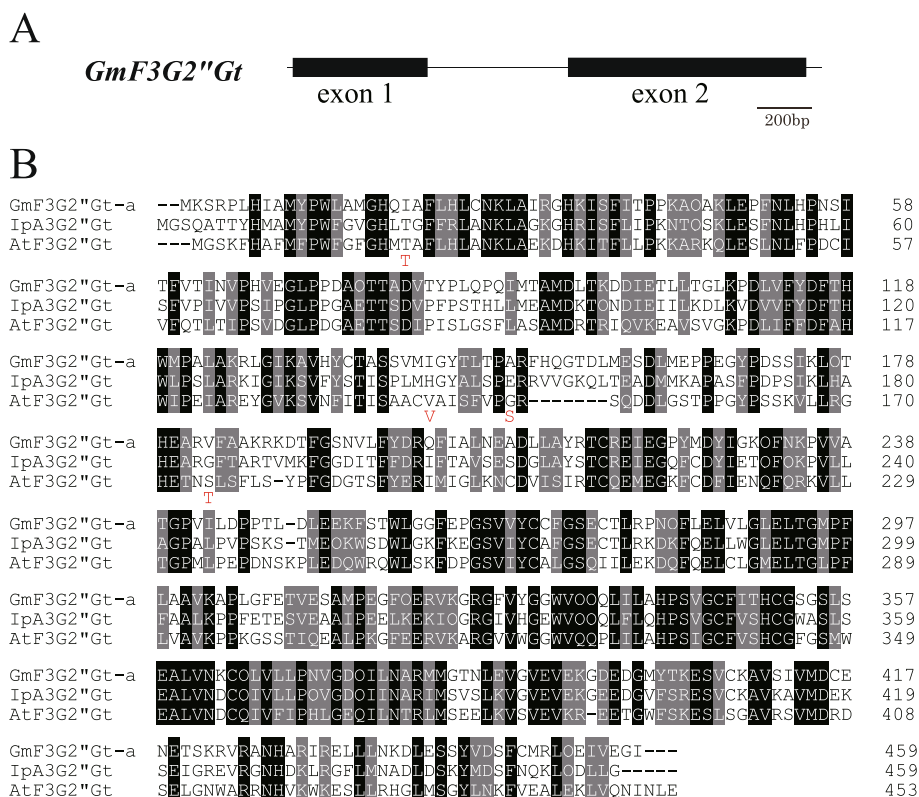 A
GmF3G2"Gt
exon 1 exon 2
200bp
B
GmF3G2"Gt-a --MKSRPLHIAMYPWLAMGHQIAFLHLCNKLAIRGHKISFITPPKAQAKLEPFNLHPNSI 58
IpA3G2"Gt MGSQATTYHMAMYPWFGVGHLTGFFRLANKLAGKGHRISFLIPKNTQSKLESFNLHPHLI 60
AtF3G2"Gt ---MGSKFHAFMFPWFGFGHMTAFLHLANKLAEKDHKITFLLPKKARKQLESLNLFPDCI 57
T
GmF3G2"Gt-a TFVTINVPHVEGLPPDAQTTADVTYPLQPQIMTAMDLTKDDIETLLTGLKPDLVFYDFTH 118
IpA3G2"Gt SFVPIVVPSIPGLPPGAETTSDVPFPSTHLLMEAMDKTQNDIEIILKDLKVDVVFYDFTH 120
AtF3G2"Gt VFQTLTIPSVDGLPDGAETTSDIPISLGSFLASAMDRTRIQVKEAVSVGKPDLIFFDFAH 117
GmF3G2"Gt-a WMPALAKRLGIKAVHYCTASSVMIGYTLTPARFHQGTDLMESDLMEPPEGYPDSSIKLQT 178
IpA3G2"Gt WLPSLARKIGIKSVFYSTISPLMHGYALSPERRVVGKQLTEADMMKAPASFPDPSIKLHA 180
AtF3G2"Gt WIPEIAREYGVKSVNFITISAACVAISFVPGR-------SQDDLGSTPPGYPSSKVLLRG 170
V S
GmF3G2"Gt-a HEARVFAAKRKDTFGSNVLFYDRQFIALNEADLLAYRTCREIEGPYMDYIGKQFNKPVVA 238
IpA3G2"Gt HEARGFTARTVMKFGGDITFFDRIFTAVSESDGLAYSTCREIEGQFCDYIETQFQKPVLL 240
AtF3G2"Gt HETNSLSFLS-YPFGDGTSFYERIMIGLKNCDVISIRTCQEMEGKFCDFIENQFQRKVLL 229
T
GmF3G2"Gt-a TGPVILDPPTL-DLEEKFSTWLGGFEPGSVVYCCFGSECTLRPNQFLELVLGLELTGMPF 297
IpA3G2"Gt AGPALPVPSKS-TMEQKWSDWLGKFKEGSVIYCAFGSECTLRKDKFQELLWGLELTGMPF 299
AtF3G2"Gt TGPMLPEPDNSKPLEDQWRQWLSKFDPGSVIYCALGSQIILEKDQFQELCLGMELTGLPF 289
GmF3G2"Gt-a LAAVKAPLGFETVESAMPEGFQERVKGRGFVYGGWVQQQLILAHPSVGCFITHCGSGSLS 357
IpA3G2"Gt FAALKPPFETESVEAAIPEELKEKIQGRGIVHGEWVQQQLFLQHPSVGCFVSHCGWASLS 359
AtF3G2"Gt LVAVKPPKGSSTIQEALPKGFEERVKARGVVWGGWVQQPLILAHPSIGCFVSHCGFGSMW 349
GmF3G2"Gt-a EALVNKCQLVLLPNVGDQILNARMMGTNLEVGVEVEKGDEDGMYTKESVCKAVSIVMDCE 417
IpA3G2"Gt EALVNDCQIVLLPQVGDQIINARIMSVSLKVGVEVEKGEEDGVFSRESVCKAVKAVMDEK 419
AtF3G2"Gt EALVNDCQIVFIPHLGEQILNTRLMSEELKVSVEVKR-EETGWFSKESLSGAVRSVMDRD 408
GmF3G2"Gt-a NETSKRVRANHARIRELLLNKDLESSYVDSFCMRLQEIVEGI--- 459
IpA3G2"Gt SEIGREVRGNHDKLRGFLMNADLDSKYMDSFNQKLQDLLG----- 459
AtF3G2"Gt SELGNWARRNHVKWKESLLRHGLMSGYLNKFVEALEKLVQNINLE 453